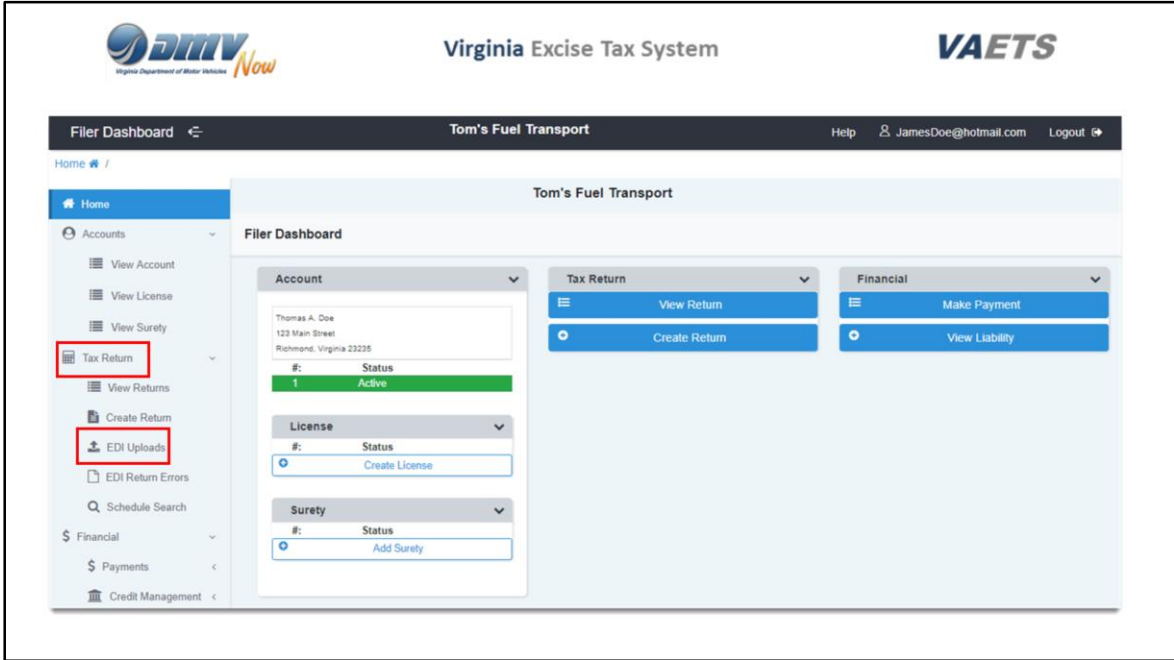 DMV Now
Virginia Department of Motor Vehicles
Virginia Excise Tax System
VAETS
Filer Dashboard
Tom's Fuel Transport
Help
JamesDoe@hotmail.com
Logout
Home /
Home
Accounts
View Account
View License
View Surety
Tax Return
View Returns
Create Return
EDI Uploads
EDI Return Errors
Schedule Search
$ Financial
$ Payments
Credit Management
Tom's Fuel Transport
Filer Dashboard
Account
Thomas A. Doe
123 Main Street
Richmond, Virginia 23235
#: Status
1 Active
License
#: Status
Create License
Surety
#: Status
Add Surety
Tax Return
View Return
Create Return
Financial
Make Payment
View Liability